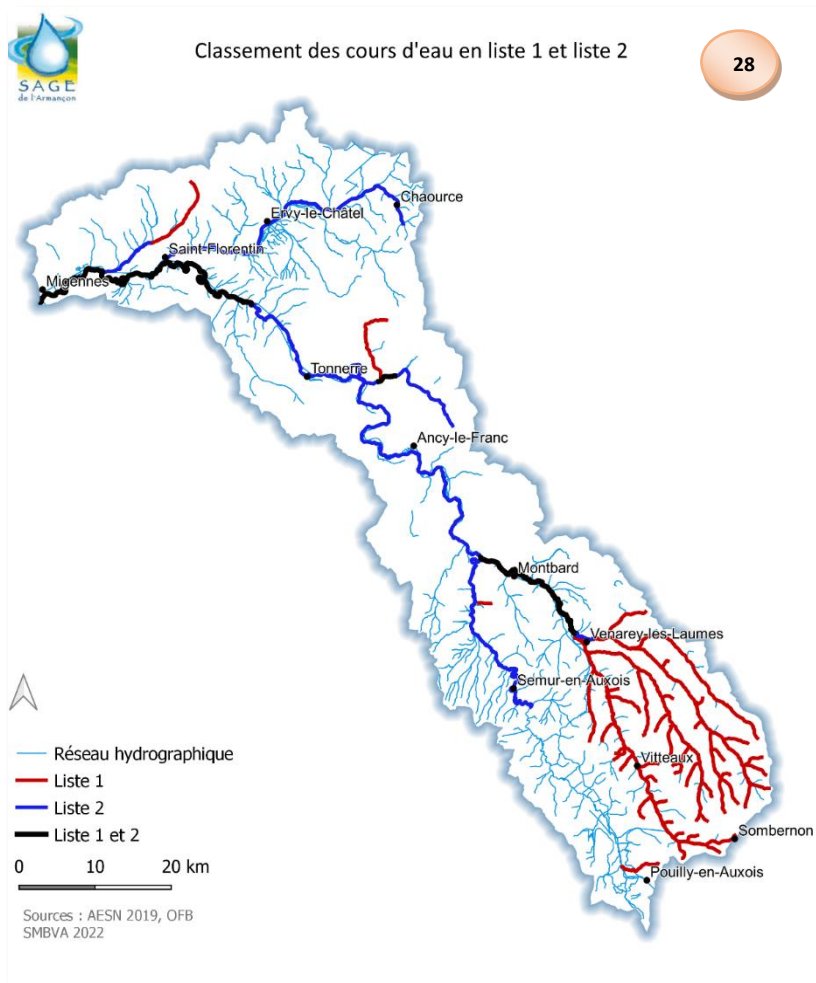 SAGE
de l'Armançon
Classement des cours d'eau en liste 1 et liste 2
28
Chaource
Ervy-le-Châtel
Saint-Florentin
Migennes
Tonnerre
Ancy-le-Franc
Montbard
Venarey-les-Laumes
Semur-en-Auxois
Vitteaux
Sombernon
Pouilly-en-Auxois
Réseau hydrographique
Liste 1
Liste 2
Liste 1 et 2
0 10 20 km
Sources : AESN 2019, OFB
SMBVA 2022